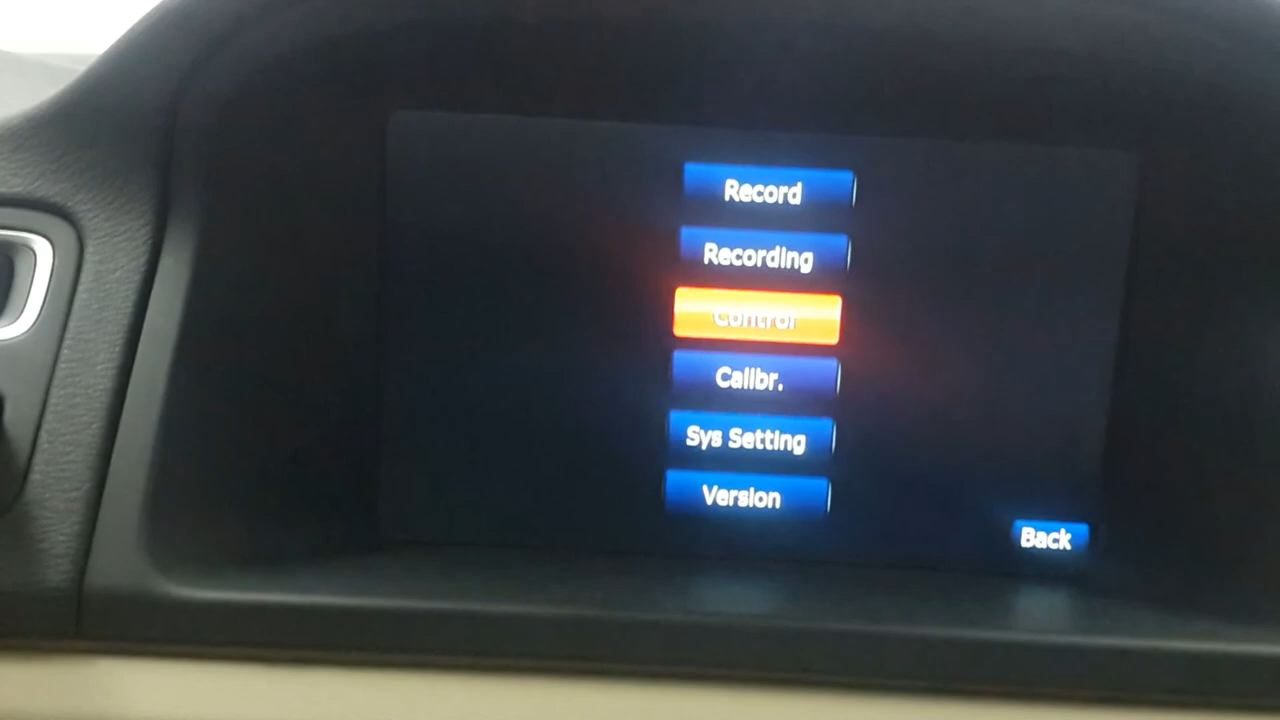 Record
Recording
Control
Calibr.
Sys Setting
Version
Back